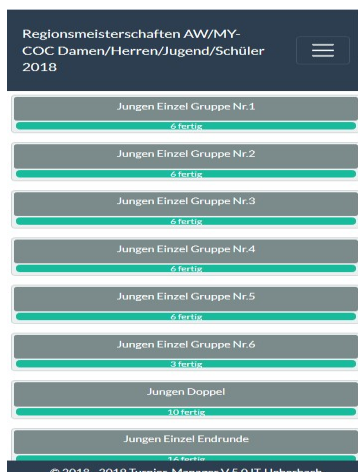 Regionsmeisterschaften AW/MY-
COC Damen/Herren/Jugend/Schüler
2018
Jungen Einzel Gruppe Nr.1
6 fertig
Jungen Einzel Gruppe Nr.2
6 fertig
Jungen Einzel Gruppe Nr.3
6 fertig
Jungen Einzel Gruppe Nr.4
6 fertig
Jungen Einzel Gruppe Nr.5
6 fertig
Jungen Einzel Gruppe Nr.6
3 fertig
Jungen Doppel
10 fertig
Jungen Einzel Endrunde
16 fertig
© 2018 - 2019 Turnier-Manager V.5.0 IT-Ueberbach